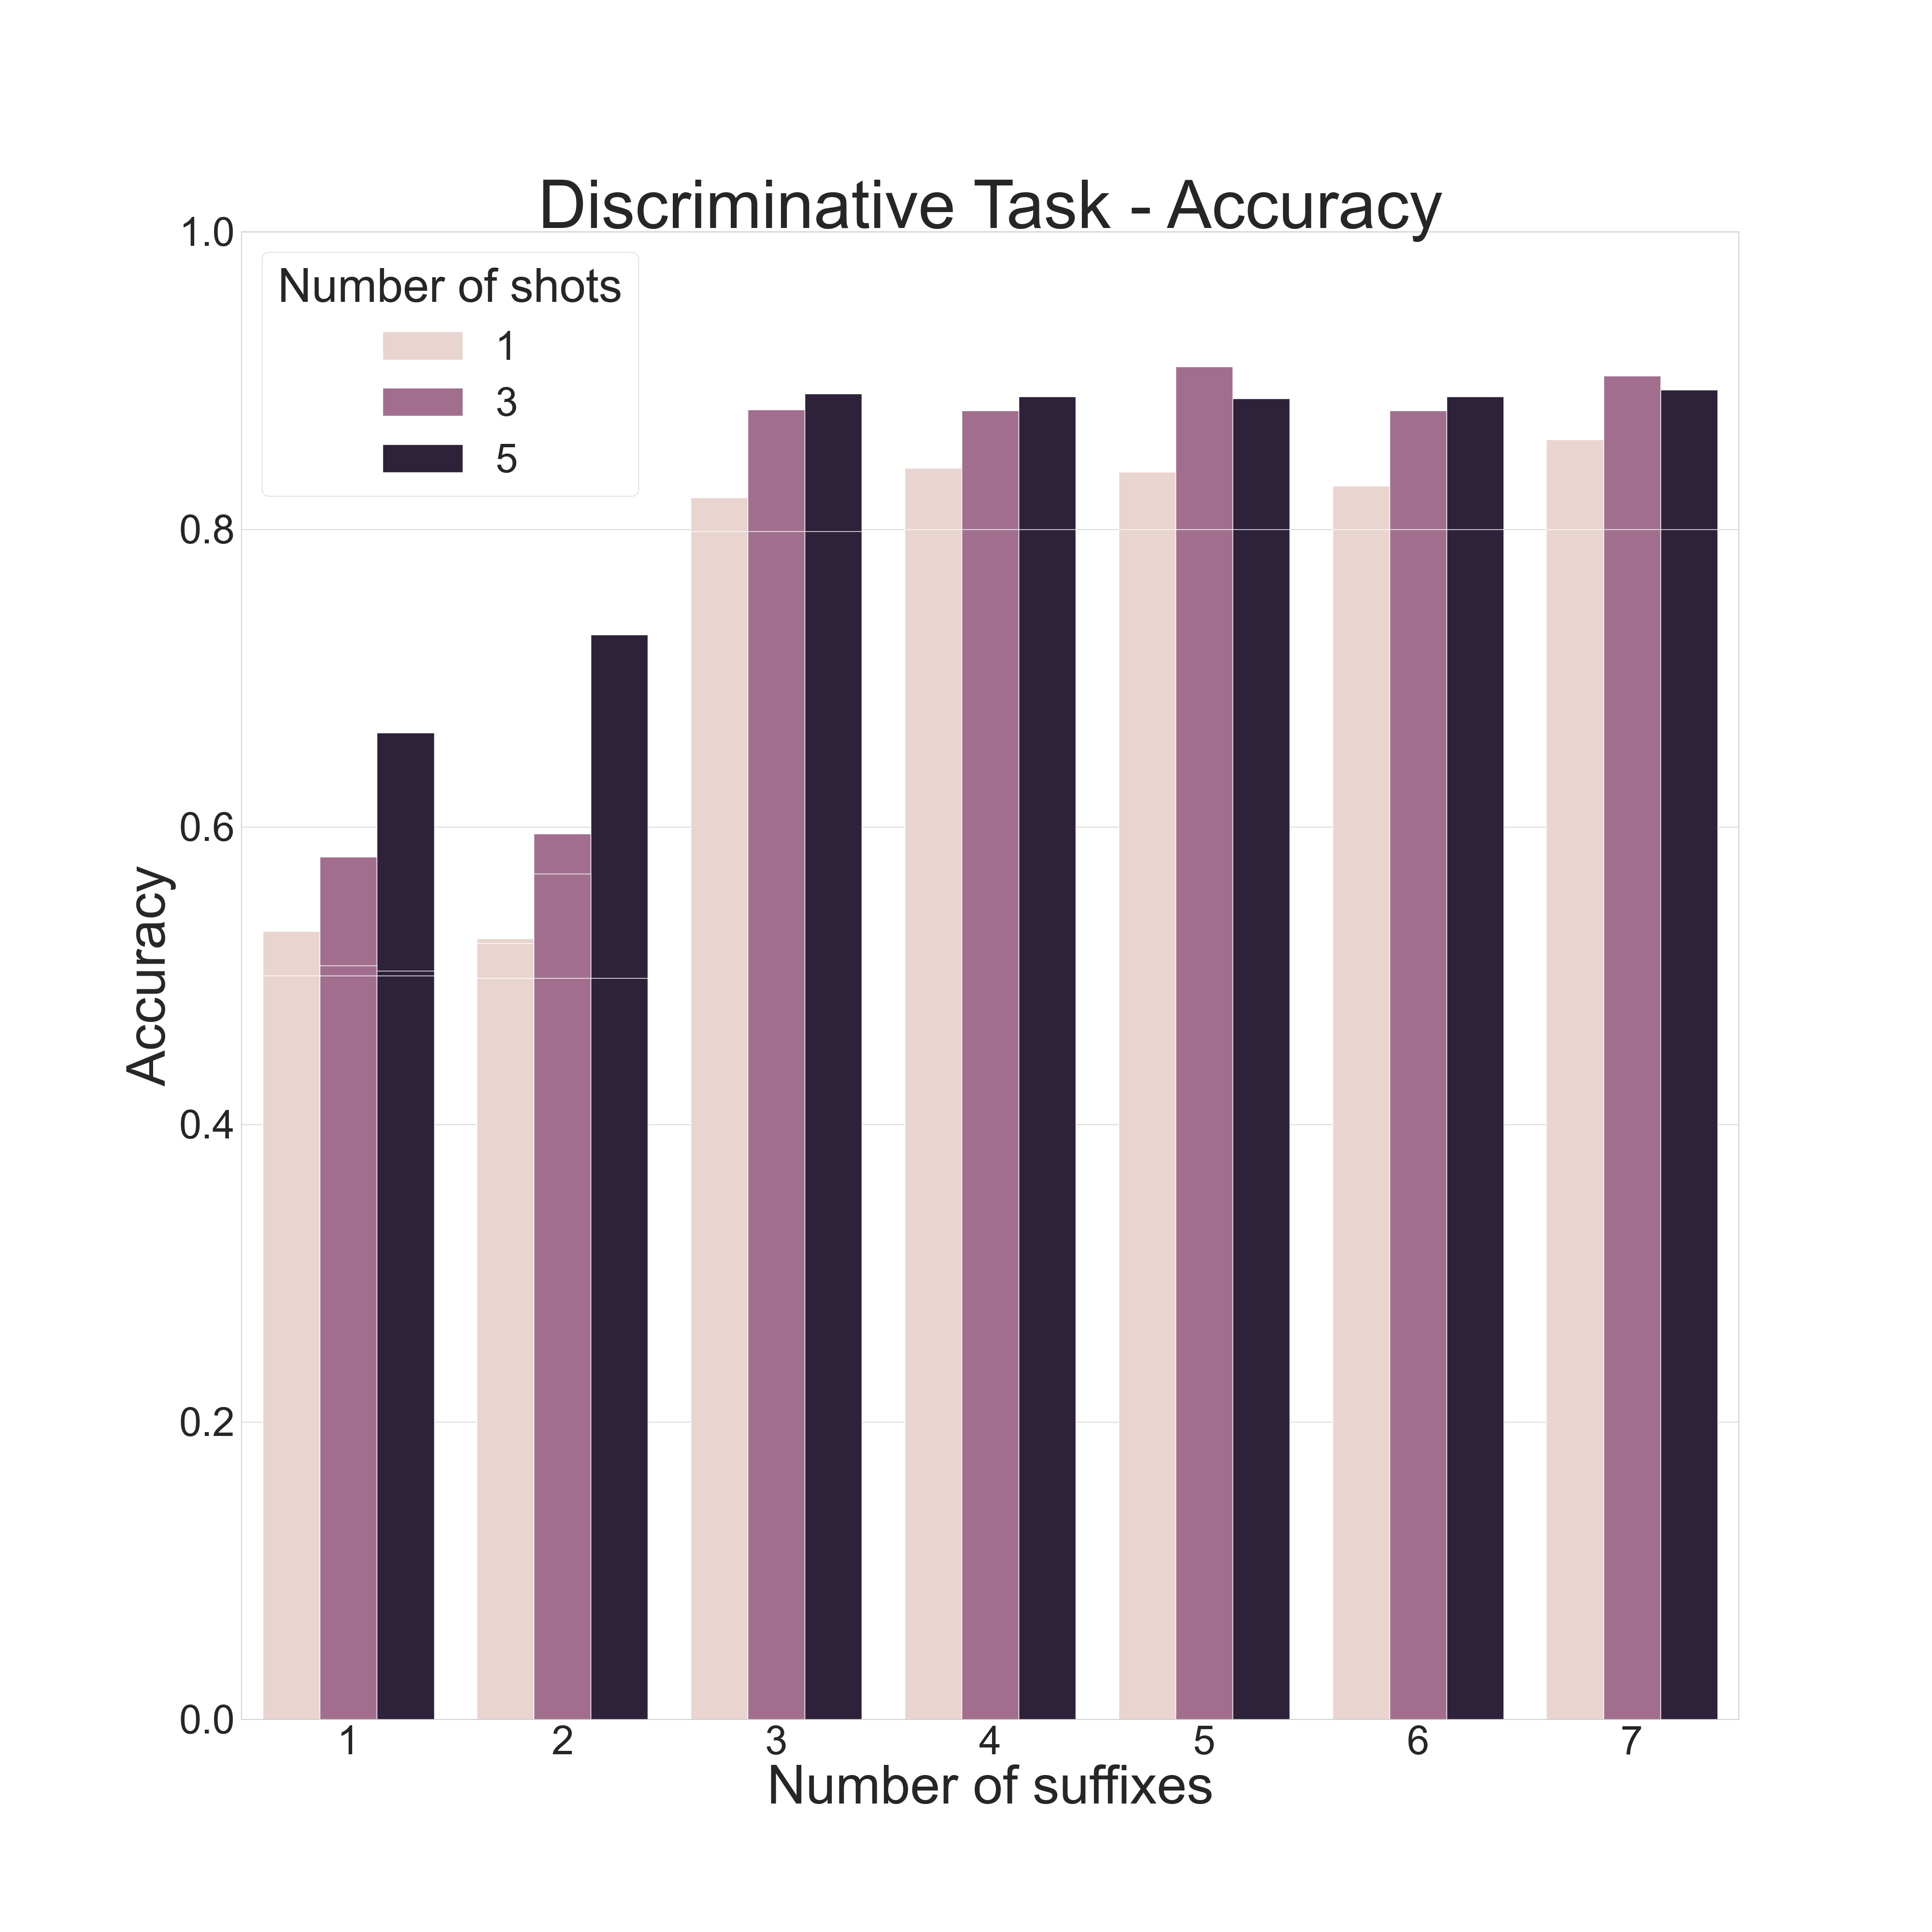 Discriminative Task - Accuracy
Number of shots
1
3
5
1.0
0.8
0.6
0.4
0.2
0.0
Accuracy
1 2 3 4 5 6 7
Number of suffixes